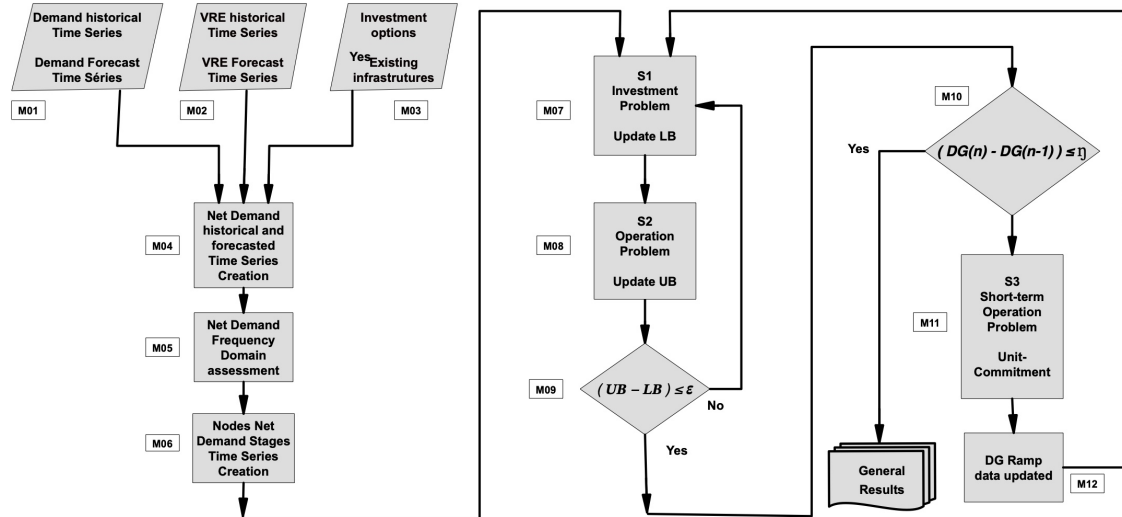 Demand historical
Time Series
Demand Forecast
Time Séries
M01
VRE historical
Time Series
VRE Forecast
Time Series
M02
Investment
options
Yes
Existing
infrastrutures
M03
Net Demand
historical and
forecasted
Time Series
Creation
M04
Net Demand
Frequency
Domain
assessment
M05
Nodes Net
Demand Stages
Time Series
Creation
M06
S1
Investment
Problem
Update LB
M07
S2
Operation
Problem
Update UB
M08
( UB – LB ) ≤ ε
M09
No
Yes
M10
( DG(n) - DG(n-1) ) ≤ η
Yes
S3
Short-term
Operation
Problem
Unit-
Commitment
M11
General
Results
DG Ramp
data updated
M12